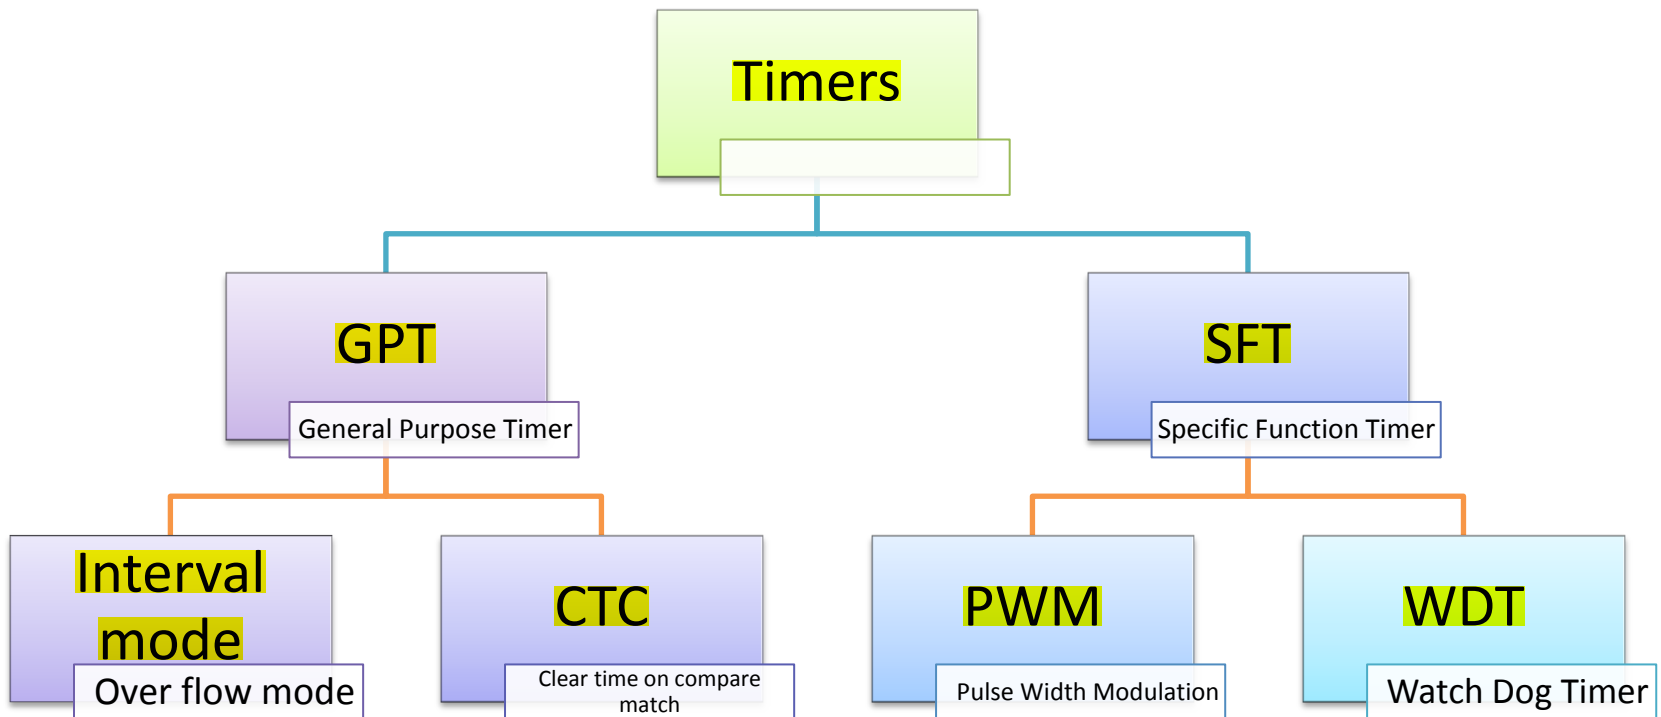 Timers
GPT
General Purpose Timer
SFT
Specific Function Timer
Interval
mode
Over flow mode
CTC
Clear time on compare
match
PWM
Pulse Width Modulation
WDT
Watch Dog Timer